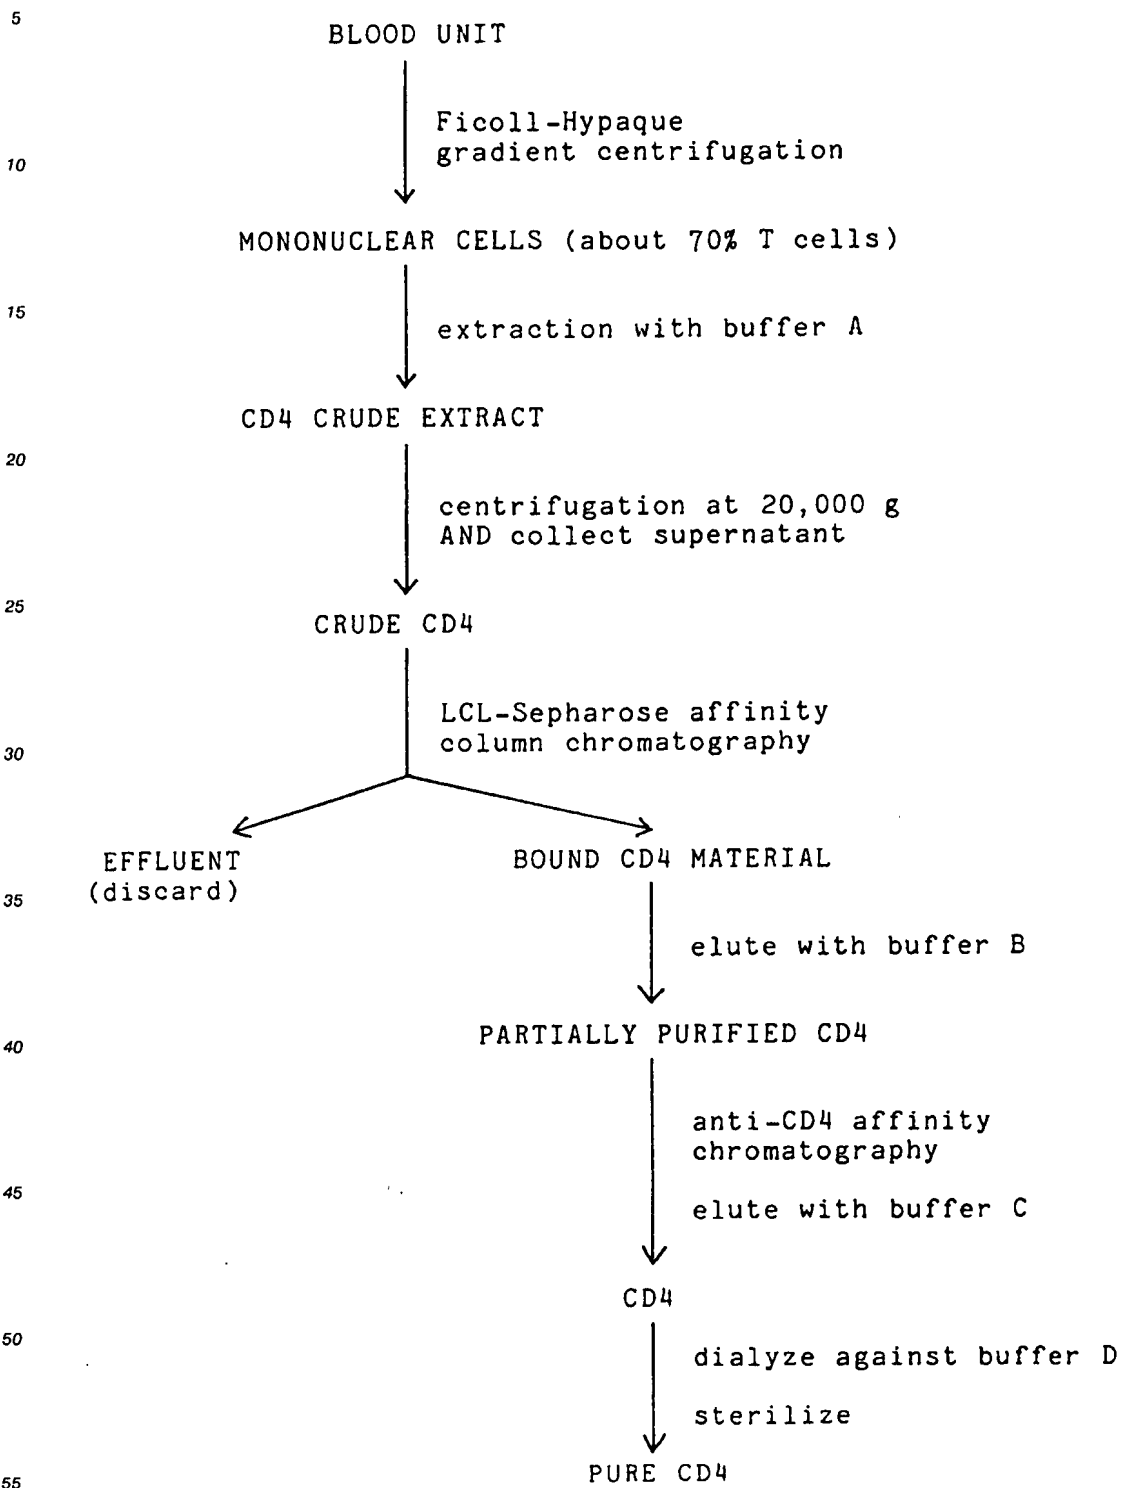 5
BLOOD UNIT
Ficoll-Hypaque
gradient centrifugation
10
MONONUCLEAR CELLS (about 70% T cells)
15
extraction with buffer A
CD4 CRUDE EXTRACT
20
centrifugation at 20,000 g
AND collect supernatant
25
CRUDE CD4
LCL-Sepharose affinity
column chromatography
30
EFFLUENT
(discard)
BOUND CD4 MATERIAL
35
elute with buffer B
PARTIALLY PURIFIED CD4
40
anti-CD4 affinity
chromatography
45
elute with buffer C
CD4
50
dialyze against buffer D
sterilize
PURE CD4
55